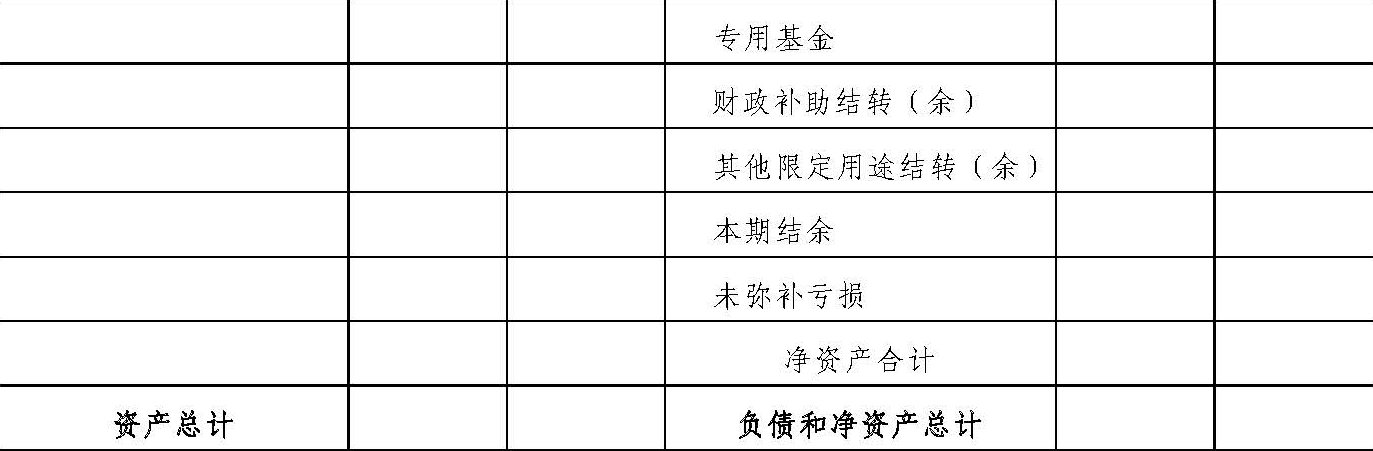 专用基金
财政补助结转（余）
其他限定用途结转（余）
本期结余
未弥补亏损
净资产合计
资产总计
负债和净资产总计